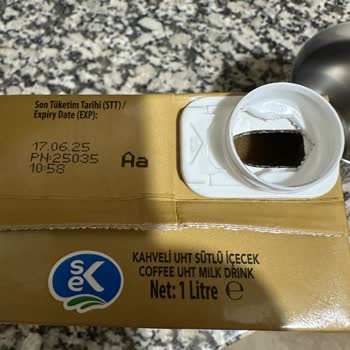 Son Tüketim Tarihi (STT) /
Expiry Date (EXP):
17.06.25
PN:25035
10:58
Aa
SEK
KAHVELİ UHT SÜTLÜ İÇECEK
COFFEE UHT MILK DRINK
Net: 1 Litre ℮